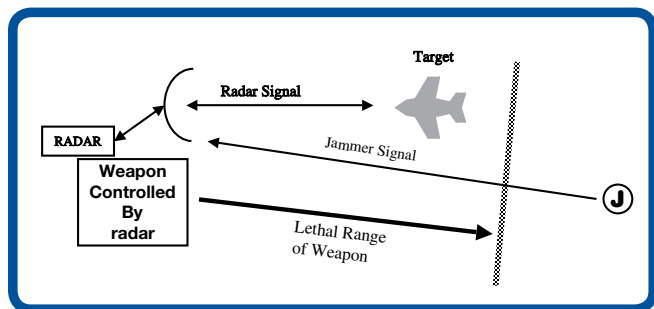 Target
Radar Signal
RADAR
Jammer Signal
Weapon
Controlled
By
radar
J
Lethal Range
of Weapon